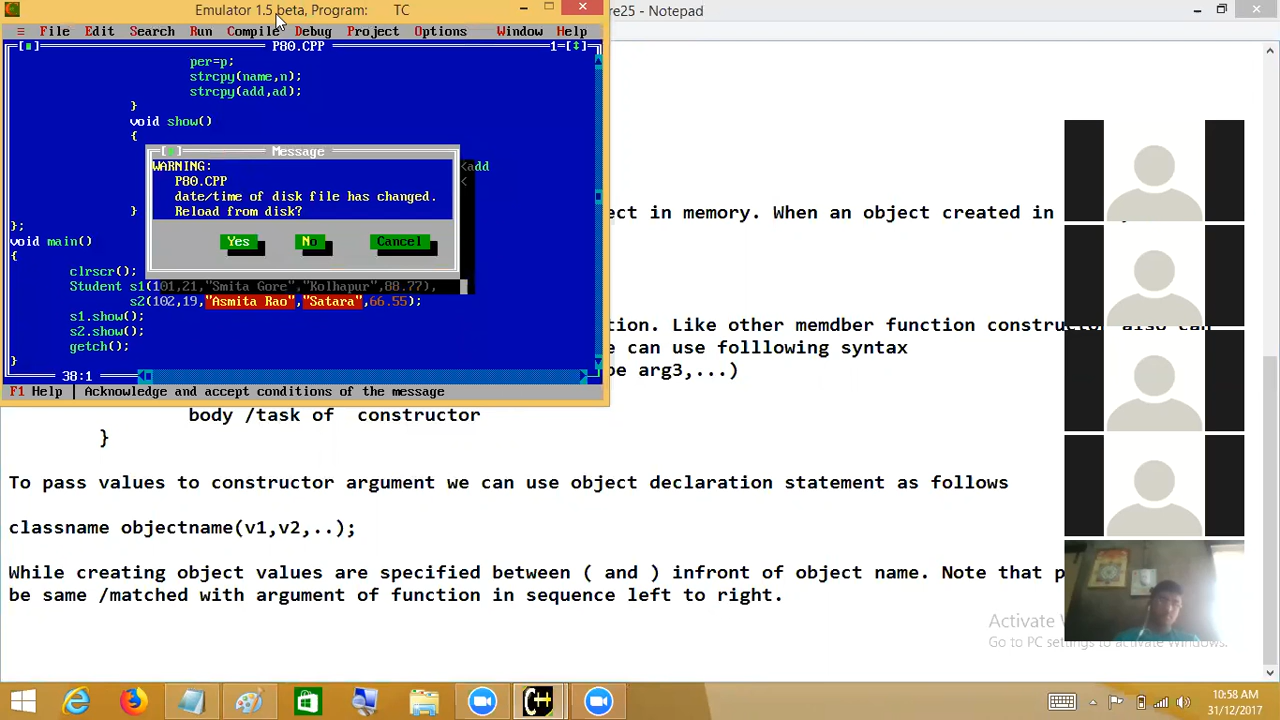 Emulator 1.5 beta, Program: TC
re25 - Notepad
≡ File Edit Search Run Compile Debug Project Options Window Help
P80.CPP 1=[↕]
per=p;
strcpy(name,n);
strcpy(add,ad);
}
void show()
{
[■] Message
WARNING:
P80.CPP
date/time of disk file has changed.
Reload from disk?
Yes No Cancel
<add
<
}
};
void main()
{
clrscr();
Student s1(101,21,"Smita Gore","Kolhapur",88.77),
s2(102,19,"Asmita Rao","Satara",66.55);
s1.show();
s2.show();
getch();
}
38:1
F1 Help | Acknowledge and accept conditions of the message
ect in memory. When an object created in
tion. Like other memdber function constructor also can
e can use folllowing syntax
pe arg3,...)
body /task of constructor
}
To pass values to constructor argument we can use object declaration statement as follows
classname objectname(v1,v2,..);
While creating object values are specified between ( and ) infront of object name. Note that p
be same /matched with argument of function in sequence left to right.
Activate W
Go to PC settings to activate Windows.
10:58 AM
31/12/2017